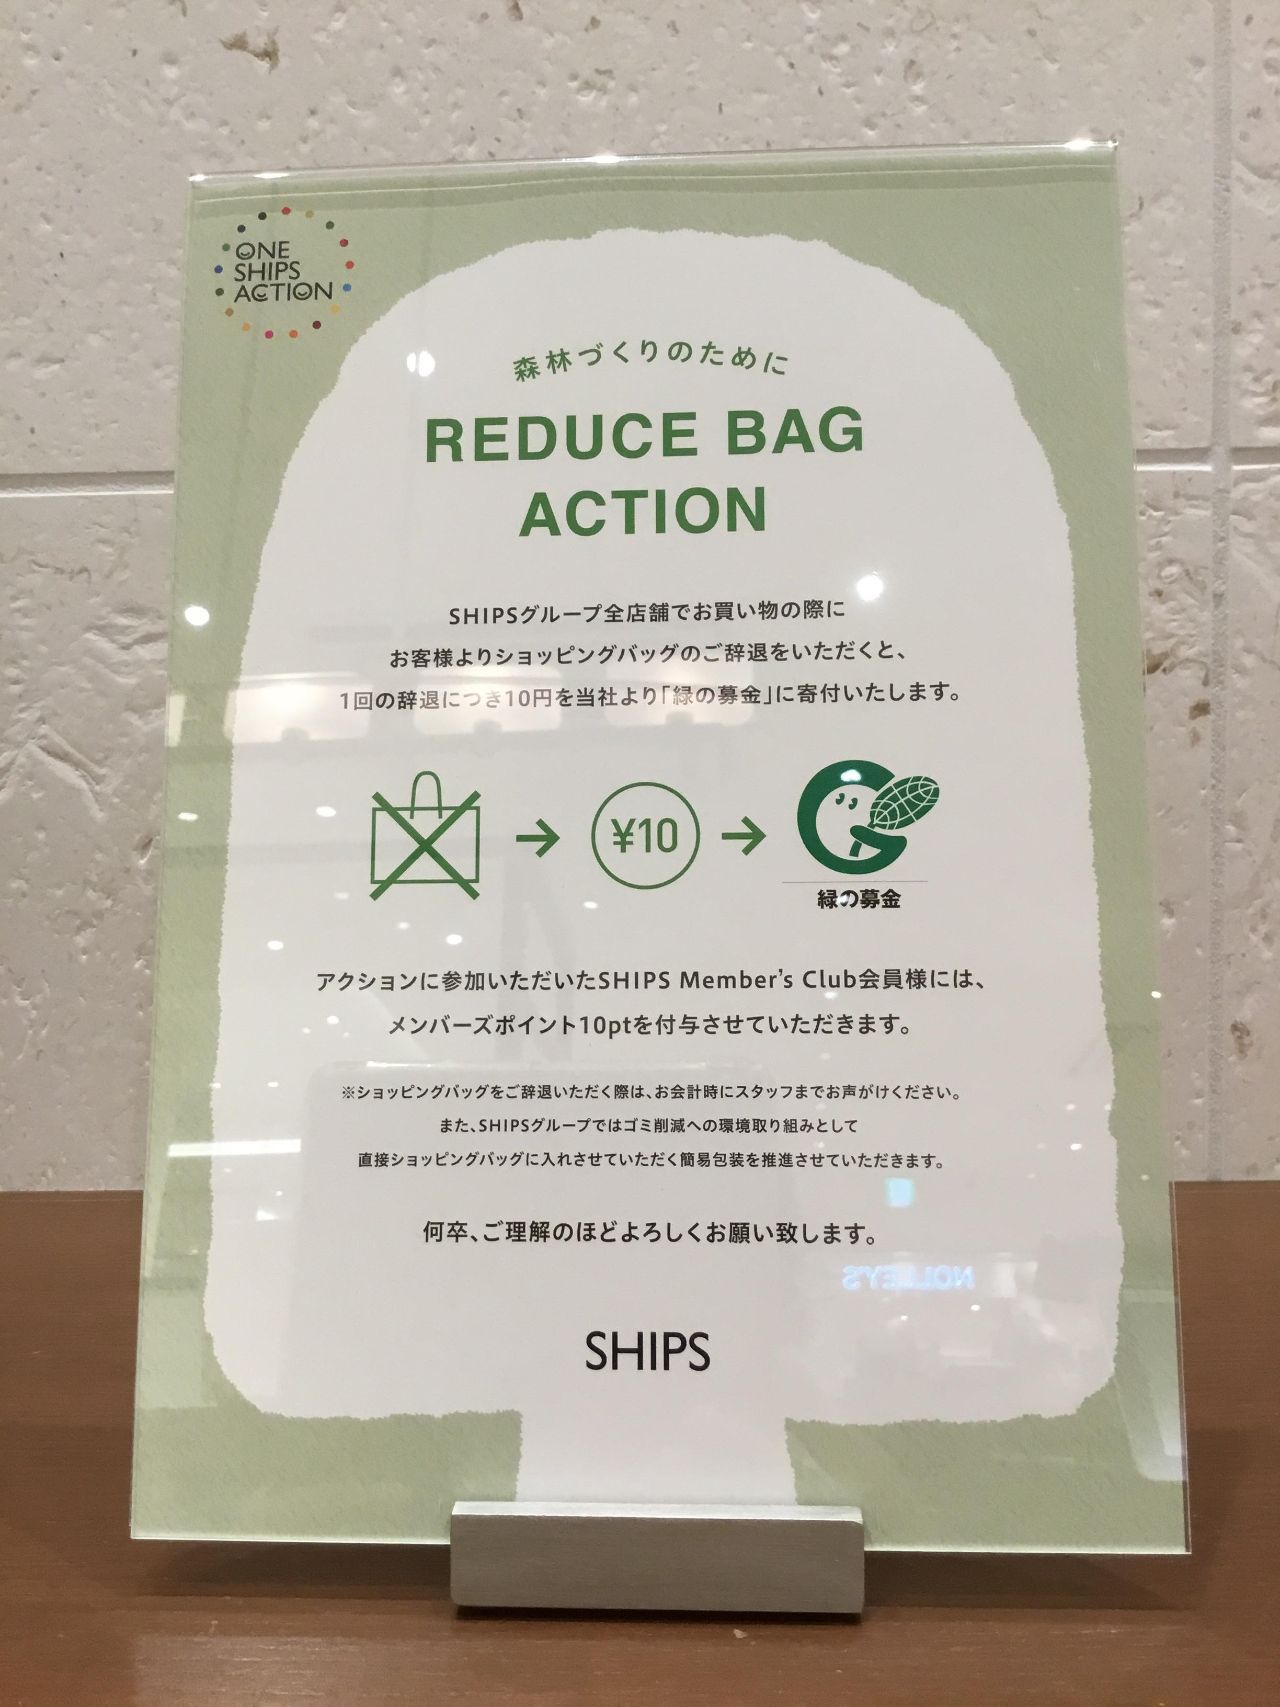 ONE
SHIPS
ACTION
森林づくりのために
REDUCE BAG
ACTION
SHIPSグループ全店舗でお買い物の際に
お客様よりショッピングバッグのご辞退をいただくと、
1回の辞退につき10円を当社より「緑の募金」に寄付いたします。
¥10
緑の募金
アクションに参加いただいたSHIPS Member's Club会員様には、
メンバーズポイント10ptを付与させていただきます。
※ショッピングバッグをご辞退いただく際は、お会計時にスタッフまでお声がけください。
また、SHIPSグループではゴミ削減への環境取り組みとして
直接ショッピングバッグに入れさせていただく簡易包装を推進させていただきます。
何卒、ご理解のほどよろしくお願い致します。
NOLLEY'S
SHIPS